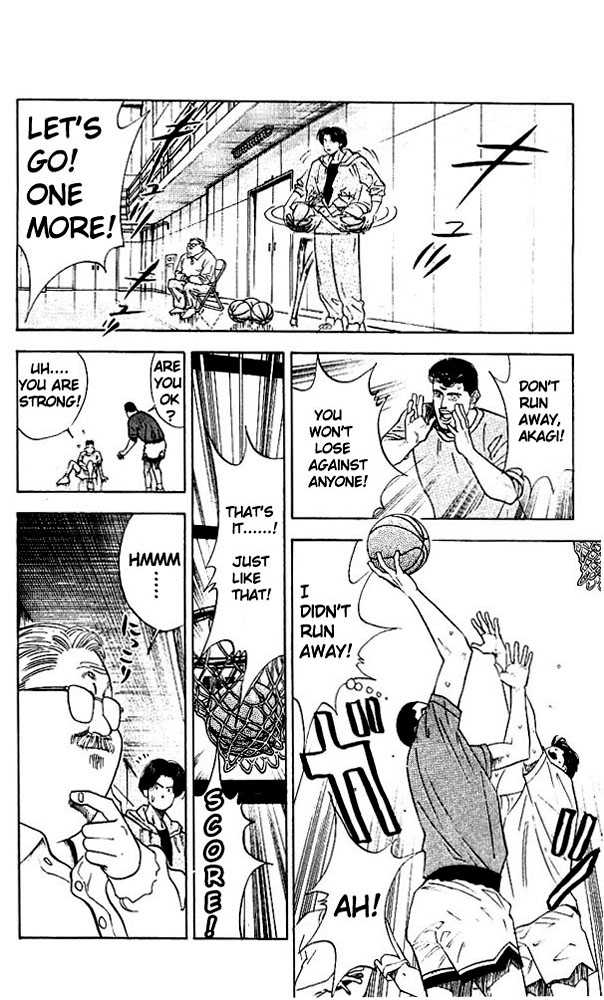 LET'S
GO!
ONE
MORE!
DON'T
RUN
AWAY,
AKAGI!
YOU
WON'T
LOSE
AGAINST
ANYONE!
I
DIDN'T
RUN
AWAY!
AH!
THAT'S
IT......!
JUST
LIKE
THAT!
SCORE!
ARE
YOU
OK
?
UH....
YOU ARE
STRONG!
HMMM
......